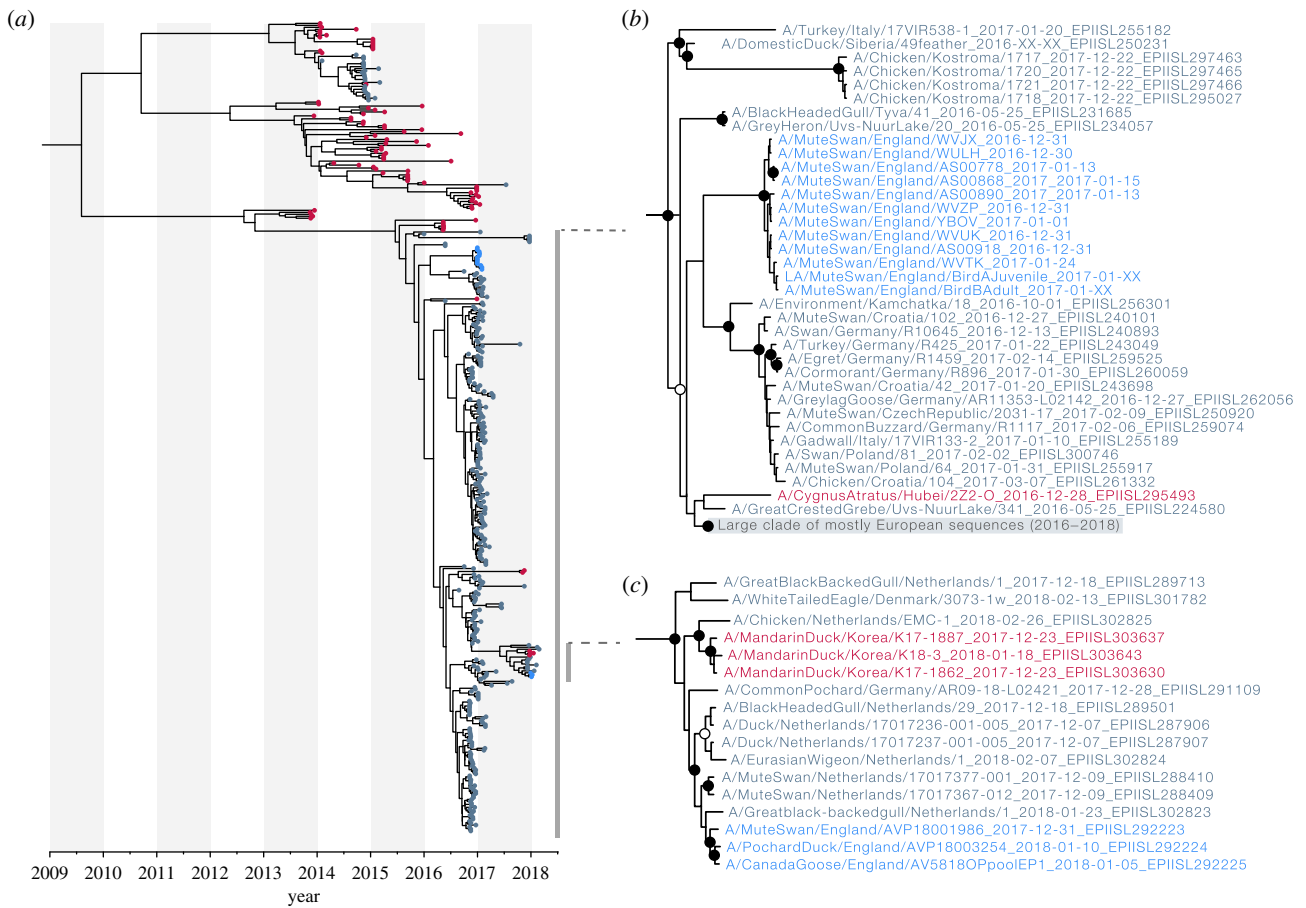 (a)
2009 2010 2011 2012 2013 2014 2015 2016 2017 2018
year
(b)
A/Turkey/Italy/17VIR538-1_2017-01-20_EPIISL255182
A/DomesticDuck/Siberia/49feather_2016-XX-XX_EPIISL250231
A/Chicken/Kostroma/1717_2017-12-22_EPIISL297463
A/Chicken/Kostroma/1720_2017-12-22_EPIISL297465
A/Chicken/Kostroma/1721_2017-12-22_EPIISL297466
A/Chicken/Kostroma/1718_2017-12-22_EPIISL295027
A/BlackHeadedGull/Tyva/41_2016-05-25_EPIISL231685
A/GreyHeron/Uvs-NuurLake/20_2016-05-25_EPIISL234057
A/MuteSwan/England/WVJX_2016-12-31
A/MuteSwan/England/WULH_2016-12-30
A/MuteSwan/England/AS00778_2017-01-13
A/MuteSwan/England/AS00868_2017_2017-01-15
A/MuteSwan/England/AS00890_2017_2017-01-13
A/MuteSwan/England/WVZP_2016-12-31
A/MuteSwan/England/YBOV_2017-01-01
A/MuteSwan/England/WVUK_2016-12-31
A/MuteSwan/England/AS00918_2016-12-31
A/MuteSwan/England/WVTK_2017-01-24
LA/MuteSwan/England/BirdAJuvenile_2017-01-XX
A/MuteSwan/England/BirdBAdult_2017-01-XX
A/Environment/Kamchatka/18_2016-10-01_EPIISL256301
A/MuteSwan/Croatia/102_2016-12-27_EPIISL240101
A/Swan/Germany/R10645_2016-12-13_EPIISL240893
A/Turkey/Germany/R425_2017-01-22_EPIISL243049
A/Egret/Germany/R1459_2017-02-14_EPIISL259525
A/Cormorant/Germany/R896_2017-01-30_EPIISL260059
A/MuteSwan/Croatia/42_2017-01-20_EPIISL243698
A/GreylagGoose/Germany/AR11353-L02142_2016-12-27_EPIISL262056
A/MuteSwan/CzechRepublic/2031-17_2017-02-09_EPIISL250920
A/CommonBuzzard/Germany/R1117_2017-02-06_EPIISL259074
A/Gadwall/Italy/17VIR133-2_2017-01-10_EPIISL255189
A/Swan/Poland/81_2017-02-02_EPIISL300746
A/MuteSwan/Poland/64_2017-01-31_EPIISL255917
A/Chicken/Croatia/104_2017-03-07_EPIISL261332
A/CygnusAtratus/Hubei/2Z2-O_2016-12-28_EPIISL295493
A/GreatCrestedGrebe/Uvs-NuurLake/341_2016-05-25_EPIISL224580
Large clade of mostly European sequences (2016–2018)
(c)
A/GreatBlackBackedGull/Netherlands/1_2017-12-18_EPIISL289713
A/WhiteTailedEagle/Denmark/3073-1w_2018-02-13_EPIISL301782
A/Chicken/Netherlands/EMC-1_2018-02-26_EPIISL302825
A/MandarinDuck/Korea/K17-1887_2017-12-23_EPIISL303637
A/MandarinDuck/Korea/K18-3_2018-01-18_EPIISL303643
A/MandarinDuck/Korea/K17-1862_2017-12-23_EPIISL303630
A/CommonPochard/Germany/AR09-18-L02421_2017-12-28_EPIISL291109
A/BlackHeadedGull/Netherlands/29_2017-12-18_EPIISL289501
A/Duck/Netherlands/17017236-001-005_2017-12-07_EPIISL287906
A/Duck/Netherlands/17017237-001-005_2017-12-07_EPIISL287907
A/EurasianWigeon/Netherlands/1_2018-02-07_EPIISL302824
A/MuteSwan/Netherlands/17017377-001_2017-12-09_EPIISL288410
A/MuteSwan/Netherlands/17017367-012_2017-12-09_EPIISL288409
A/Greatblack-backedgull/Netherlands/1_2018-01-23_EPIISL302823
A/MuteSwan/England/AVP18001986_2017-12-31_EPIISL292223
A/PochardDuck/England/AVP18003254_2018-01-10_EPIISL292224
A/CanadaGoose/England/AV5818OPpoolEP1_2018-01-05_EPIISL292225